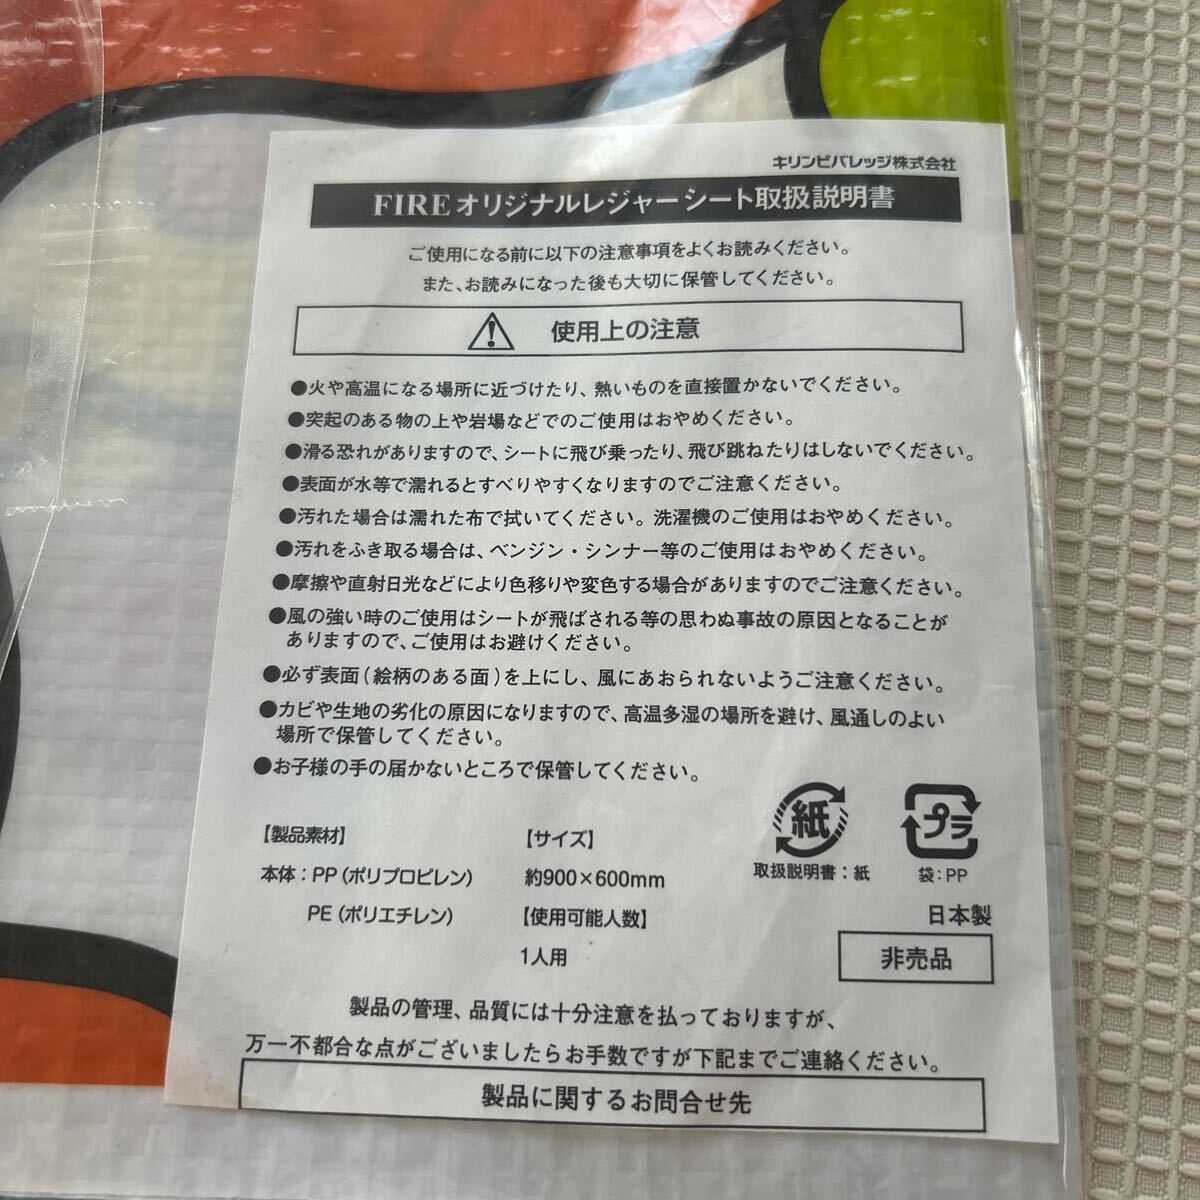 キリンビバレッジ株式会社
FIREオリジナルレジャーシート取扱説明書
ご使用になる前に以下の注意事項をよくお読みください。
また、お読みになった後も大切に保管してください。
使用上の注意
●火や高温になる場所に近づけたり、熱いものを直接置かないでください。
●突起のある物の上や岩場などでのご使用はおやめください。
●滑る恐れがありますので、シートに飛び乗ったり、飛び跳ねたりはしないでください。
●表面が水等で濡れるとすべりやすくなりますのでご注意ください。
●汚れた場合は濡れた布で拭いてください。洗濯機のご使用はおやめください。
●汚れをふき取る場合は、ベンジン・シンナー等のご使用はおやめください。
●摩擦や直射日光などにより色移りや変色する場合がありますのでご注意ください。
●風の強い時のご使用はシートが飛ばされる等の思わぬ事故の原因となることが
ありますので、ご使用はお避けください。
●必ず表面(絵柄のある面)を上にし、風にあおられないようご注意ください。
●カビや生地の劣化の原因になりますので、高温多湿の場所を避け、風通しのよい
場所で保管してください。
●お子様の手の届かないところで保管してください。
【製品素材】
本体：PP（ポリプロピレン）
PE（ポリエチレン）
【サイズ】
約900×600mm
【使用可能人数】
1人用
紙
取扱説明書：紙
プラ
袋：PP
日本製
非売品
製品の管理、品質には十分注意を払っておりますが、
万一不都合な点がございましたらお手数ですが下記までご連絡ください。
製品に関するお問合せ先